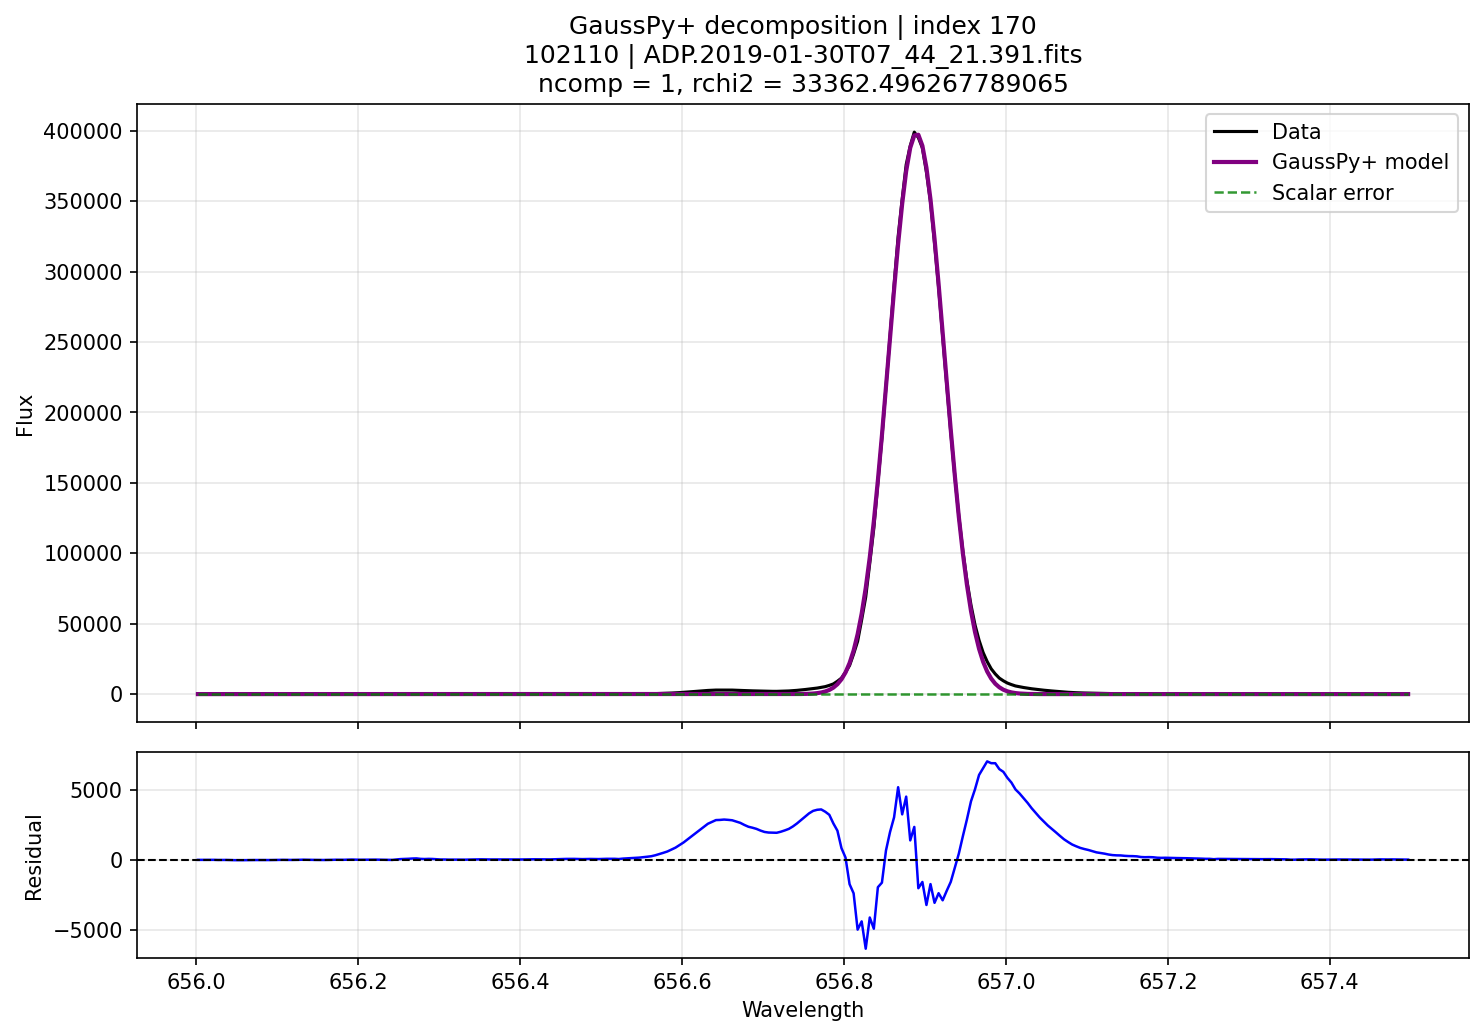 GaussPy+ decomposition | index 170
102110 | ADP.2019-01-30T07_44_21.391.fits
ncomp = 1, rchi2 = 33362.496267789065
Data
GaussPy+ model
Scalar error
400000
350000
300000
250000
200000
150000
100000
50000
0
Flux
5000
0
−5000
Residual
656.0 656.2 656.4 656.6 656.8 657.0 657.2 657.4
Wavelength